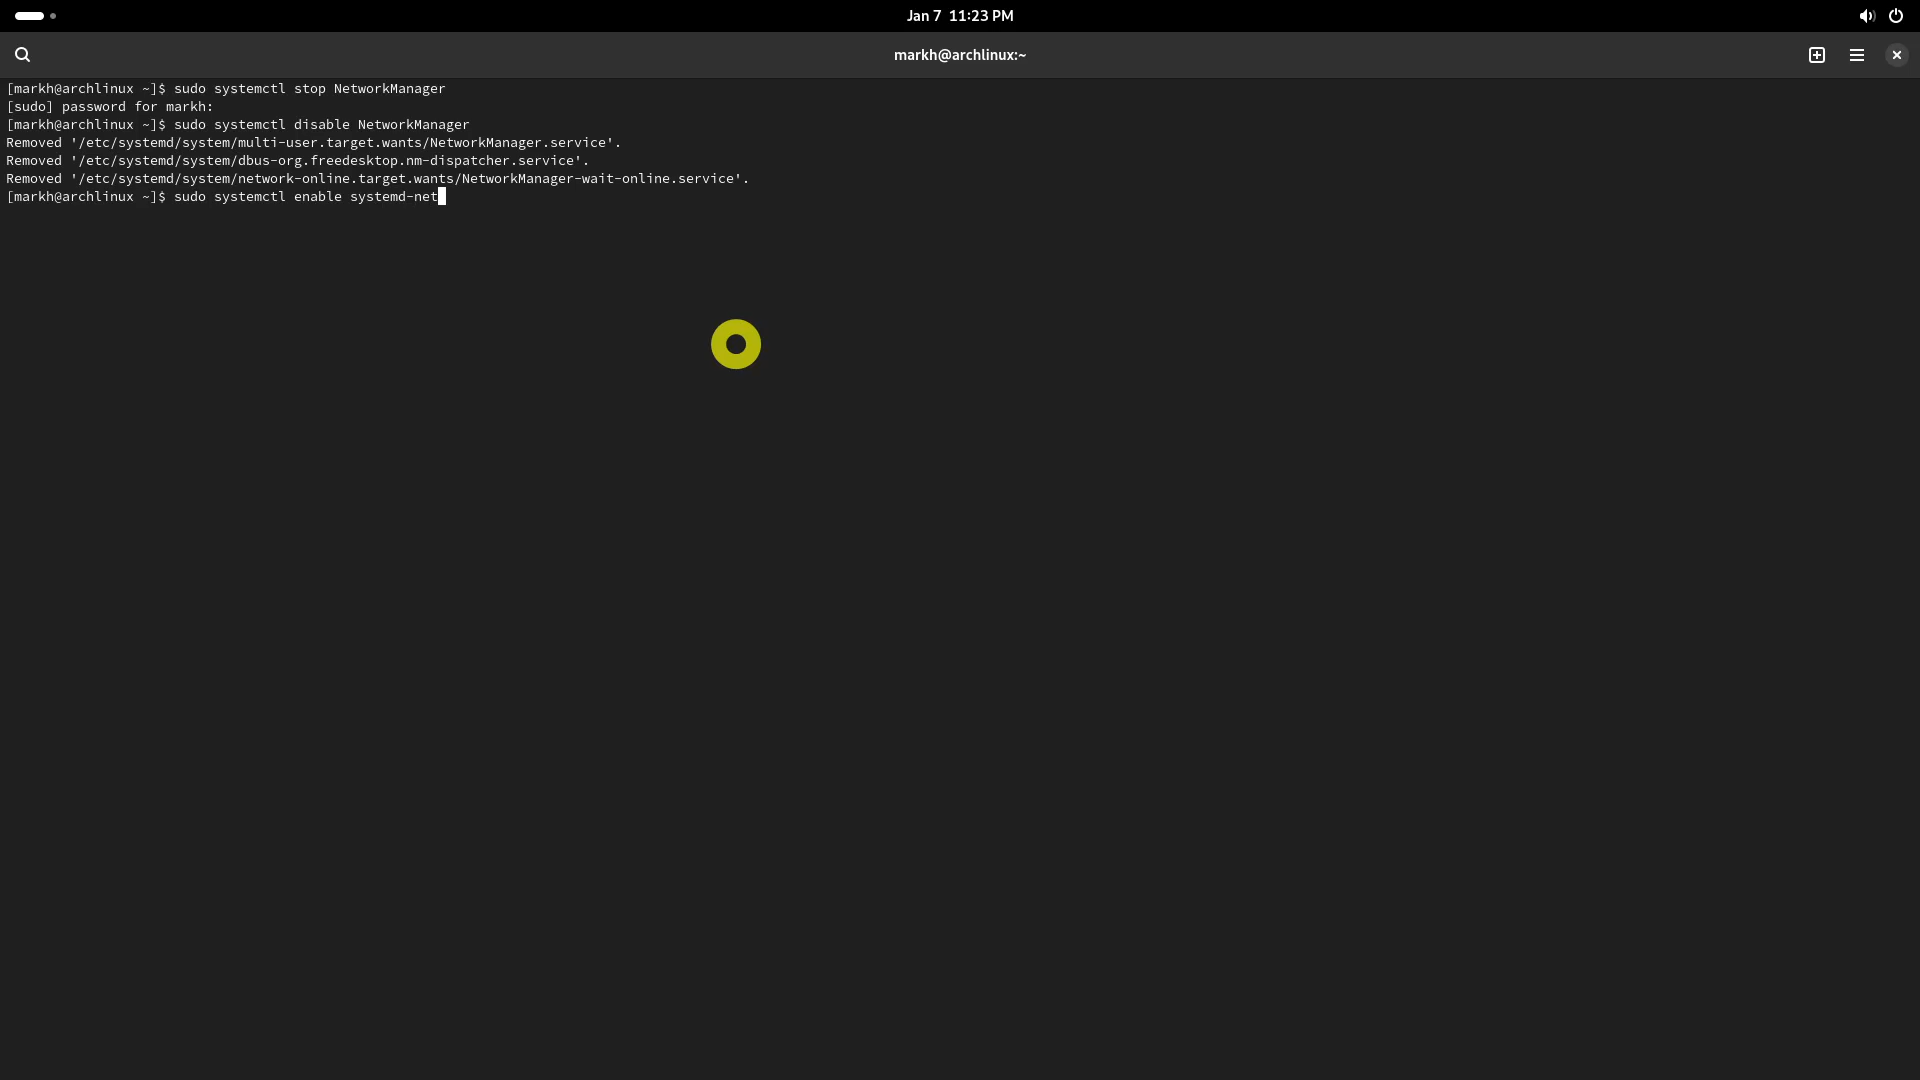 Jan 7 11:23 PM
markh@archlinux:~
[markh@archlinux ~]$ sudo systemctl stop NetworkManager
[sudo] password for markh:
[markh@archlinux ~]$ sudo systemctl disable NetworkManager
Removed '/etc/systemd/system/multi-user.target.wants/NetworkManager.service'.
Removed '/etc/systemd/system/dbus-org.freedesktop.nm-dispatcher.service'.
Removed '/etc/systemd/system/network-online.target.wants/NetworkManager-wait-online.service'.
[markh@archlinux ~]$ sudo systemctl enable systemd-net